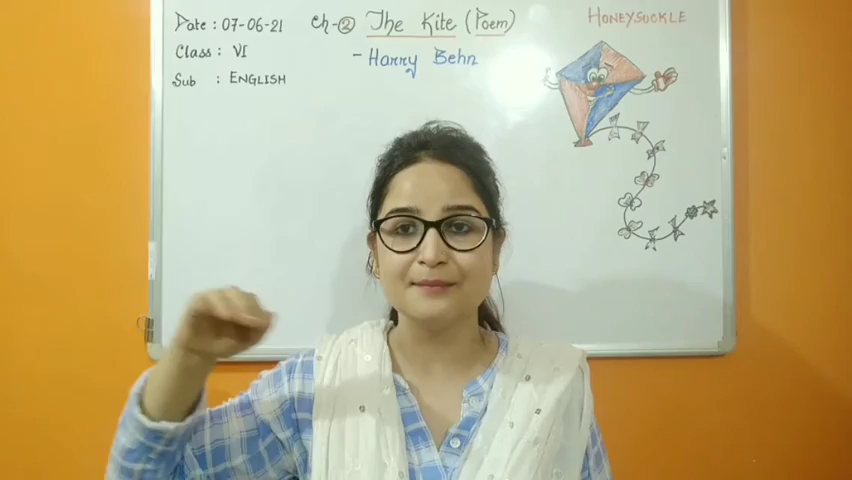 Date : 07-06-21 Ch-② The Kite (Poem) HONEYSUCKLE
Class : VI - Harry Behn
Sub : ENGLISH